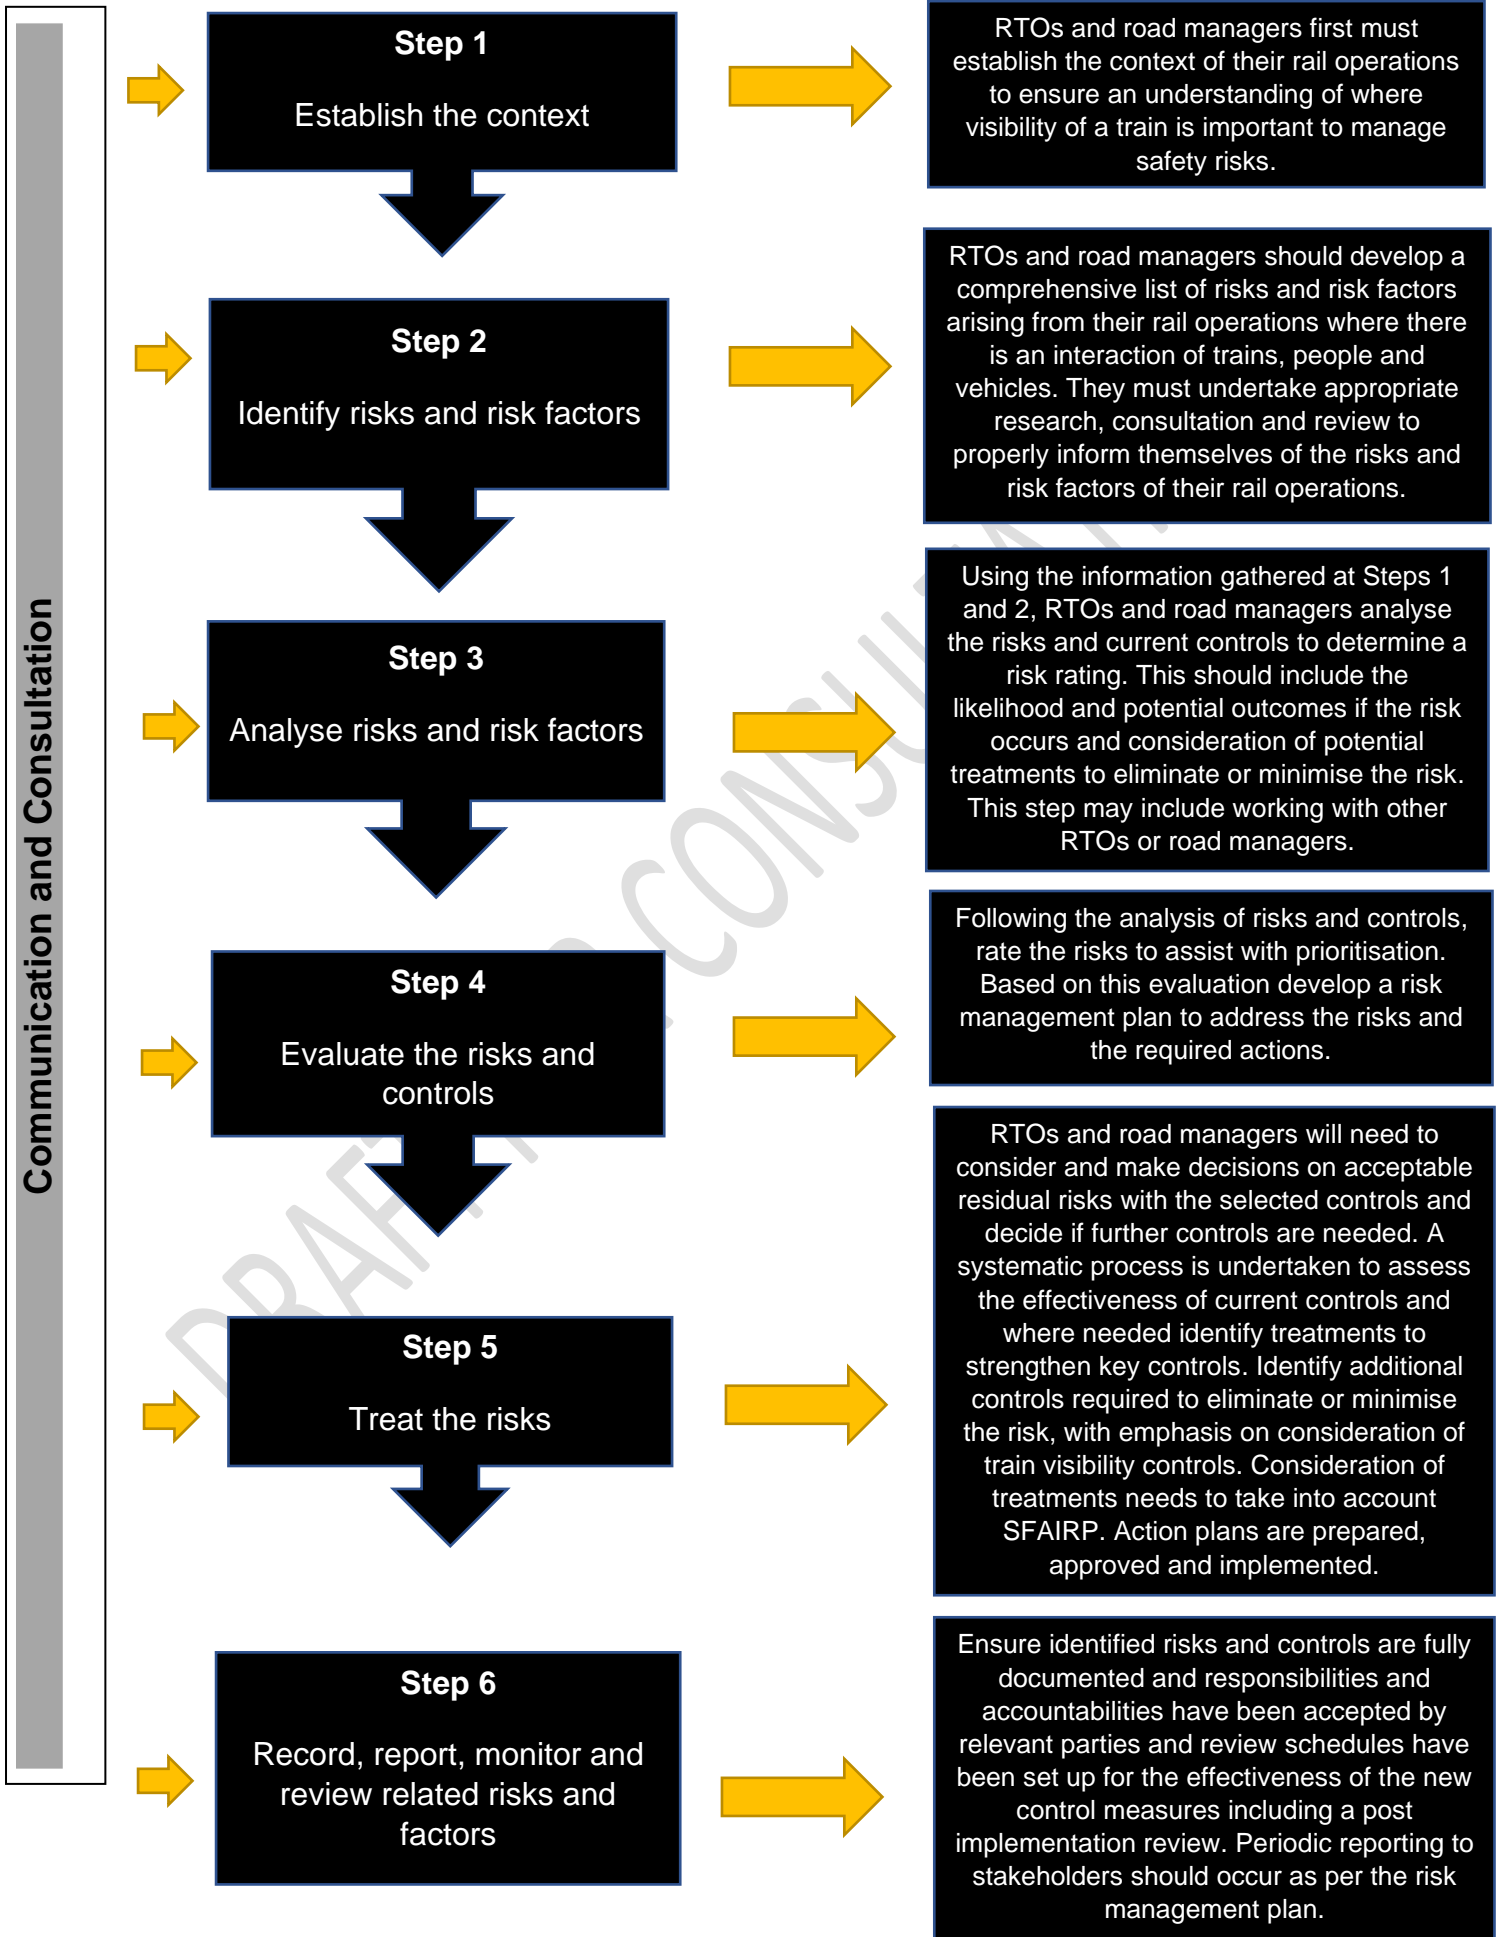 Communication and Consultation
Step 1
Establish the context
RTOs and road managers first must
establish the context of their rail operations
to ensure an understanding of where
visibility of a train is important to manage
safety risks.
Step 2
Identify risks and risk factors
RTOs and road managers should develop a
comprehensive list of risks and risk factors
arising from their rail operations where there
is an interaction of trains, people and
vehicles. They must undertake appropriate
research, consultation and review to
properly inform themselves of the risks and
risk factors of their rail operations.
Step 3
Analyse risks and risk factors
Using the information gathered at Steps 1
and 2, RTOs and road managers analyse
the risks and current controls to determine a
risk rating. This should include the
likelihood and potential outcomes if the risk
occurs and consideration of potential
treatments to eliminate or minimise the risk.
This step may include working with other
RTOs or road managers.
Step 4
Evaluate the risks and
controls
Following the analysis of risks and controls,
rate the risks to assist with prioritisation.
Based on this evaluation develop a risk
management plan to address the risks and
the required actions.
Step 5
Treat the risks
RTOs and road managers will need to
consider and make decisions on acceptable
residual risks with the selected controls and
decide if further controls are needed. A
systematic process is undertaken to assess
the effectiveness of current controls and
where needed identify treatments to
strengthen key controls. Identify additional
controls required to eliminate or minimise
the risk, with emphasis on consideration of
train visibility controls. Consideration of
treatments needs to take into account
SFAIRP. Action plans are prepared,
approved and implemented.
Step 6
Record, report, monitor and
review related risks and
factors
Ensure identified risks and controls are fully
documented and responsibilities and
accountabilities have been accepted by
relevant parties and review schedules have
been set up for the effectiveness of the new
control measures including a post
implementation review. Periodic reporting to
stakeholders should occur as per the risk
management plan.
DRAFT